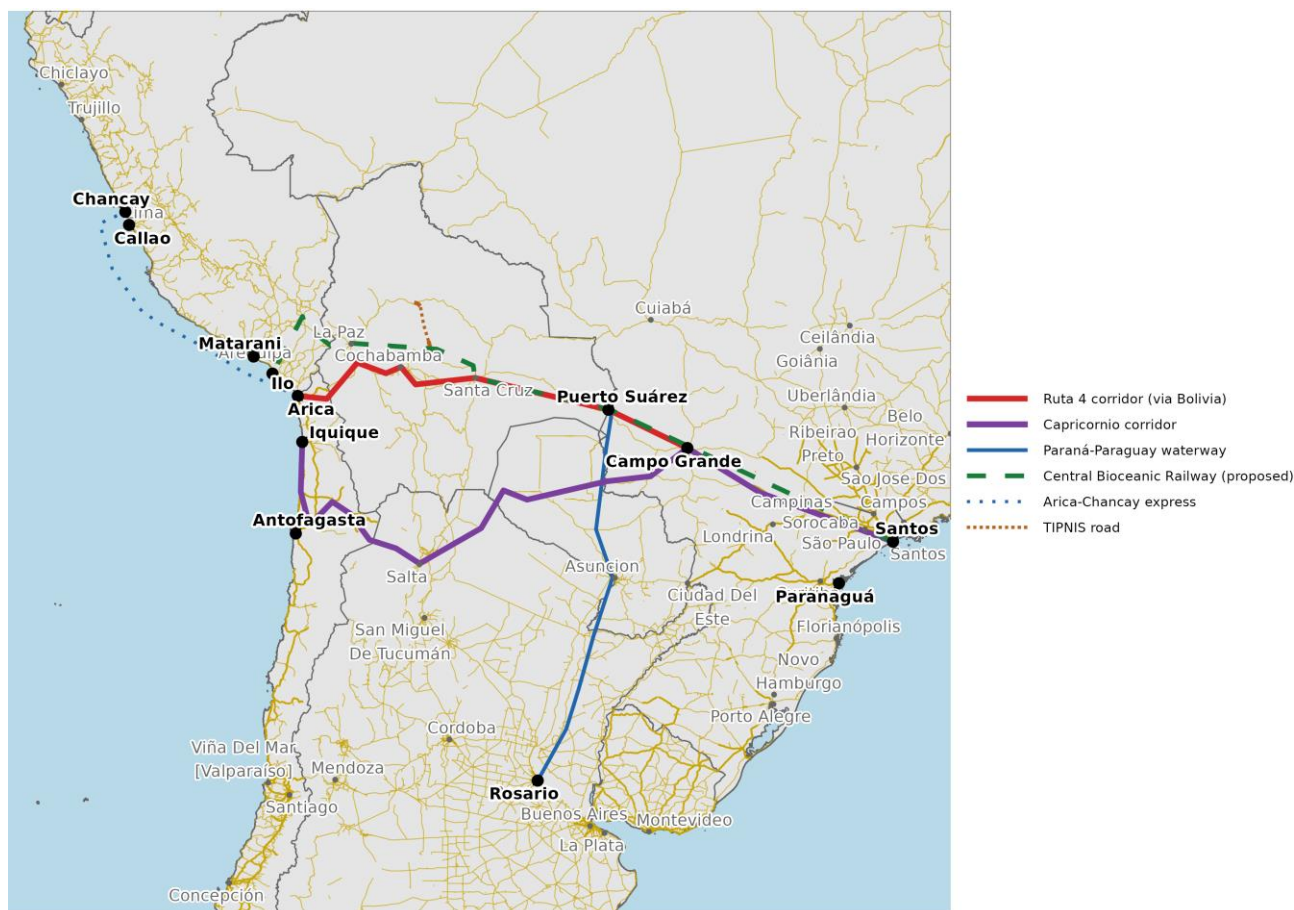 Chiclayo
Trujillo
Chancay
Lima
Callao
Cuiabá
La Paz
Matarani
Arequipa
Cochabamba
Ceilândia
Goiânia
Ilo
Santa Cruz
Puerto Suárez
Uberlândia
Arica
Belo
Horizonte
Iquique
Ribeirao
Preto
Campo Grande
São Jose Dos
Campos
Campinas
Antofagasta
Sorocaba
Santos
Londrina
São Paulo
Santos
Salta
Asuncion
Curitiba
Ciudad Del
Este
Paranaguá
San Miguel
De Tucumán
Florianópolis
Novo
Hamburgo
Porto Alegre
Cordoba
Viña Del Mar
[Valparaíso]
Mendoza
Rosario
Santiago
Buenos Aires
Montevideo
La Plata
Concepción
Ruta 4 corridor (via Bolivia)
Capricornio corridor
Paraná-Paraguay waterway
Central Bioceanic Railway (proposed)
Arica-Chancay express
TIPNIS road